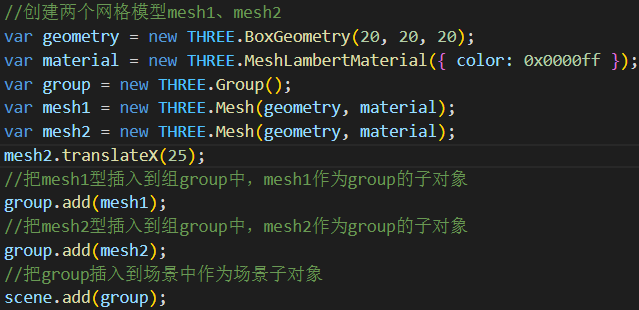 //创建两个网格模型mesh1、mesh2
var geometry = new THREE.BoxGeometry(20, 20, 20);
var material = new THREE.MeshLambertMaterial({ color: 0x0000ff });
var group = new THREE.Group();
var mesh1 = new THREE.Mesh(geometry, material);
var mesh2 = new THREE.Mesh(geometry, material);
mesh2.translateX(25);
//把mesh1型插入到组group中，mesh1作为group的子对象
group.add(mesh1);
//把mesh2型插入到组group中，mesh2作为group的子对象
group.add(mesh2);
//把group插入到场景中作为场景子对象
scene.add(group);